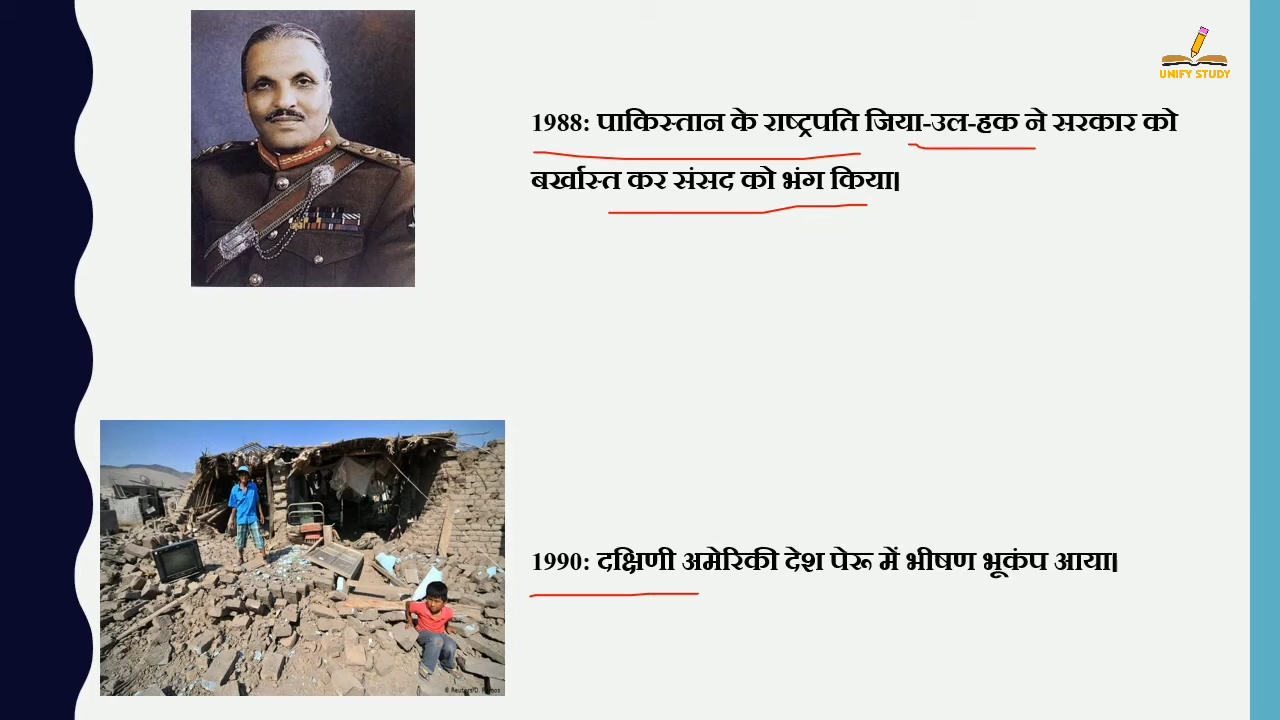 UNIFY STUDY
1988: पाकिस्तान के राष्ट्रपति जिया-उल-हक ने सरकार को
बर्खास्त कर संसद को भंग किया।
1990: दक्षिणी अमेरिकी देश पेरू में भीषण भूकंप आया।